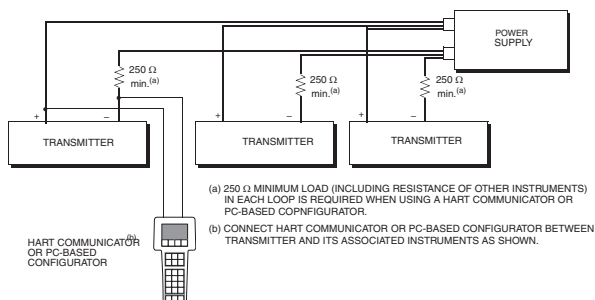 POWER
SUPPLY
250 Ω
min.(a)
250 Ω
min.(a)
250 Ω
min.(a)
+ –
+ –
+ –
TRANSMITTER
TRANSMITTER
TRANSMITTER
(a) 250 Ω MINIMUM LOAD (INCLUDING RESISTANCE OF OTHER INSTRUMENTS)
IN EACH LOOP IS REQUIRED WHEN USING A HART COMMUNICATOR OR
PC-BASED COPNFIGURATOR.
(b) CONNECT HART COMMUNICATOR OR PC-BASED CONFIGURATOR BETWEEN
TRANSMITTER AND ITS ASSOCIATED INSTRUMENTS AS SHOWN.
HART COMMUNICATOR(b)
OR PC-BASED
CONFIGURATOR